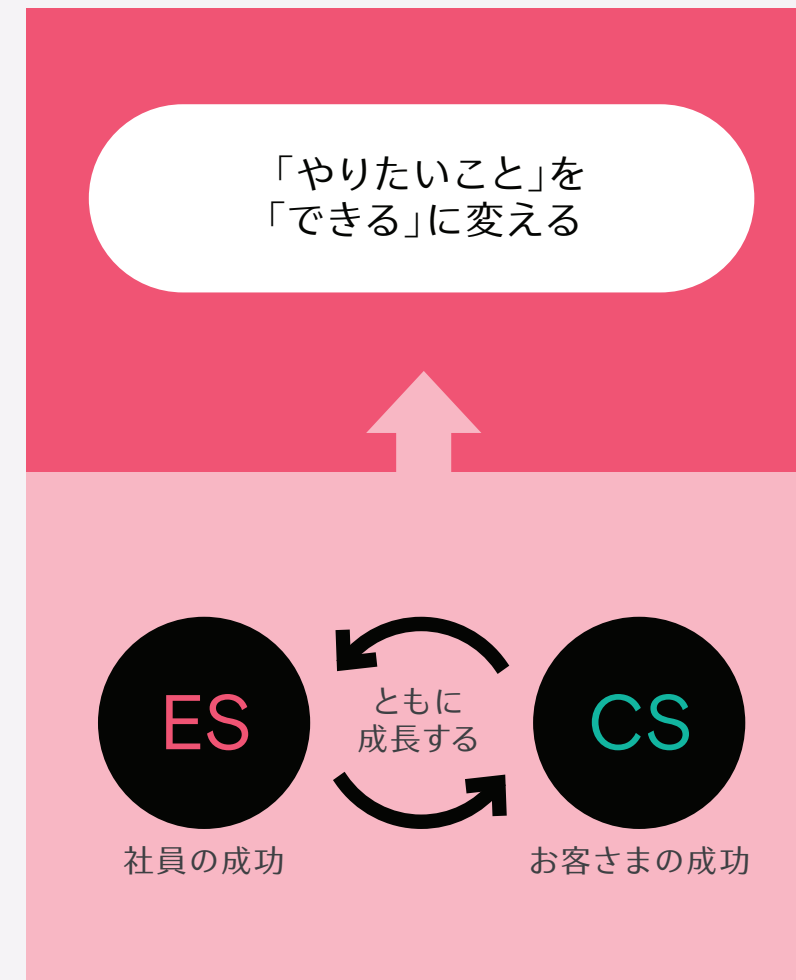 「やりたいこと」を
「できる」に変える
ES
ともに
成長する
CS
社員の成功
お客さまの成功